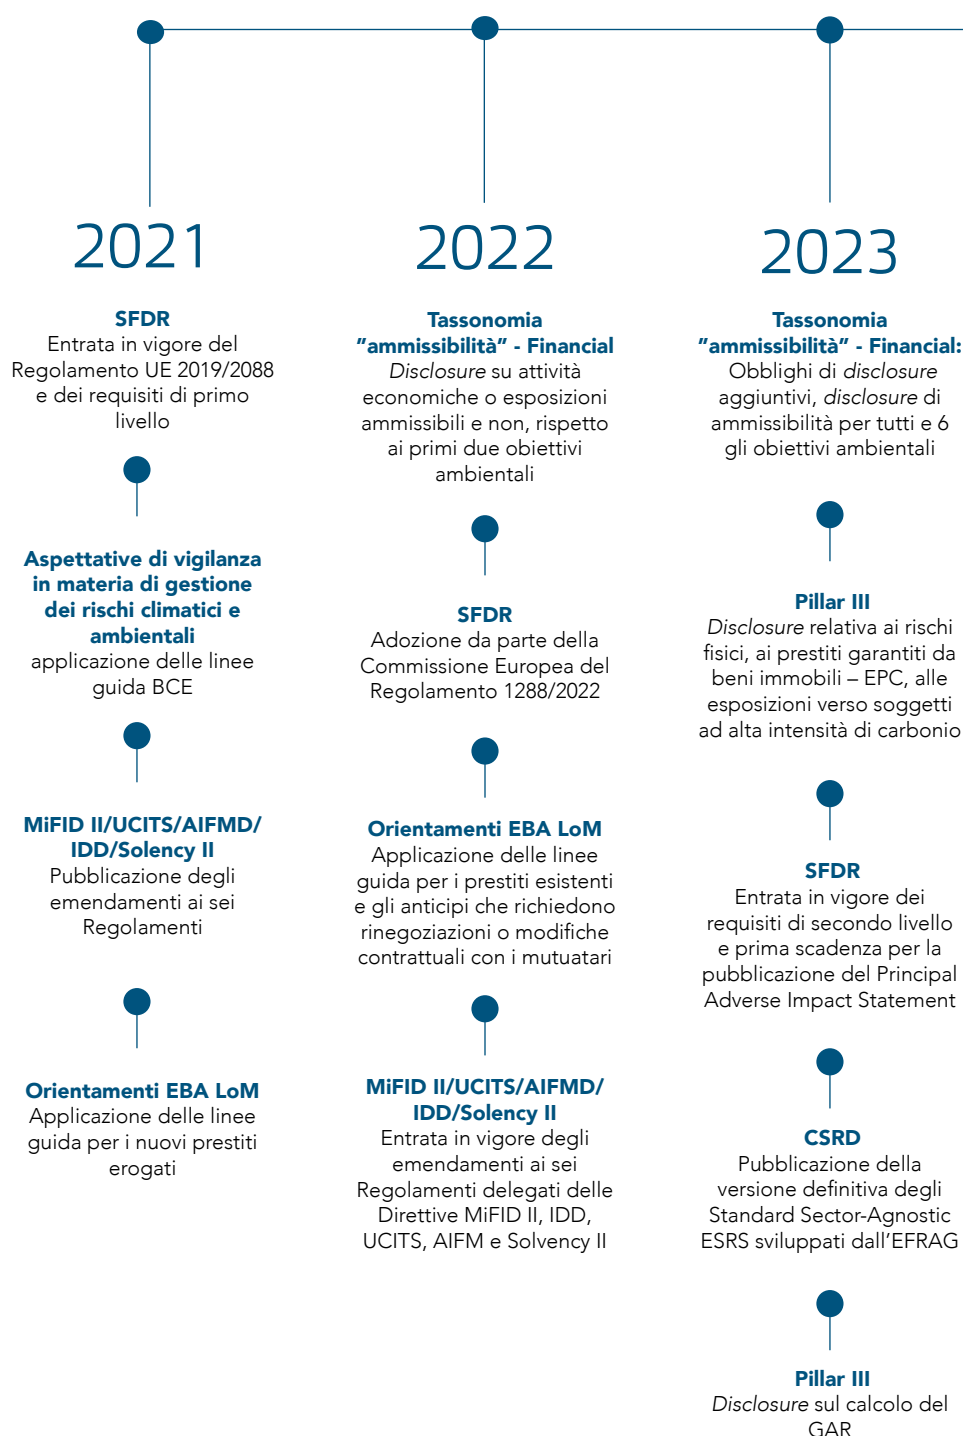 2021
SFDR
Entrata in vigore del
Regolamento UE 2019/2088
e dei requisiti di primo
livello
Aspettative di vigilanza
in materia di gestione
dei rischi climatici e
ambientali
applicazione delle linee
guida BCE
MiFID II/UCITS/AIFMD/
IDD/Solency II
Pubblicazione degli
emendamenti ai sei
Regolamenti
Orientamenti EBA LoM
Applicazione delle linee
guida per i nuovi prestiti
erogati
2022
Tassonomia
”ammissibilità” - Financial
Disclosure su attività
economiche o esposizioni
ammissibili e non, rispetto
ai primi due obiettivi
ambientali
SFDR
Adozione da parte della
Commissione Europea del
Regolamento 1288/2022
Orientamenti EBA LoM
Applicazione delle linee
guida per i prestiti esistenti
e gli anticipi che richiedono
rinegoziazioni o modifiche
contrattuali con i mutuatari
MiFID II/UCITS/AIFMD/
IDD/Solency II
Entrata in vigore degli
emendamenti ai sei
Regolamenti delegati delle
Direttive MiFID II, IDD,
UCITS, AIFM e Solvency II
2023
Tassonomia
”ammissibilità” - Financial:
Obblighi di disclosure
aggiuntivi, disclosure di
ammissibilità per tutti e 6
gli obiettivi ambientali
Pillar III
Disclosure relativa ai rischi
fisici, ai prestiti garantiti da
beni immobili – EPC, alle
esposizioni verso soggetti
ad alta intensità di carbonio
SFDR
Entrata in vigore dei
requisiti di secondo livello
e prima scadenza per la
pubblicazione del Principal
Adverse Impact Statement
CSRD
Pubblicazione della
versione definitiva degli
Standard Sector-Agnostic
ESRS sviluppati dall’EFRAG
Pillar III
Disclosure sul calcolo del
GAR